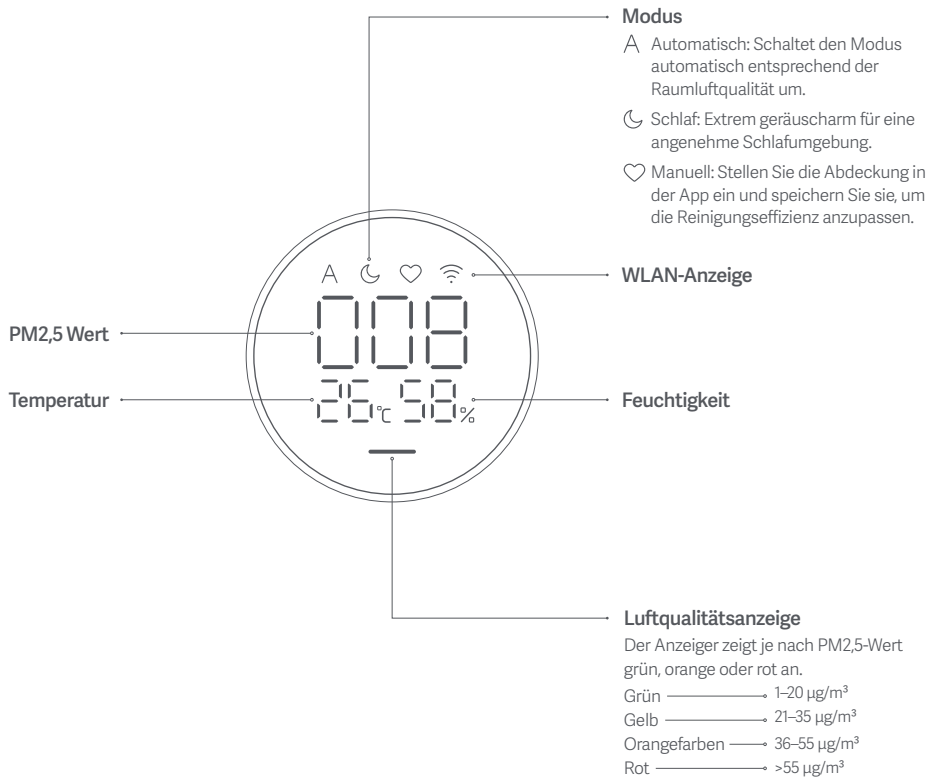 Modus
A Automatisch: Schaltet den Modus
automatisch entsprechend der
Raumluftqualität um.
Schlaf: Extrem geräuscharm für eine
angenehme Schlafumgebung.
Manuell: Stellen Sie die Abdeckung in
der App ein und speichern Sie sie, um
die Reinigungseffizienz anzupassen.
A
WLAN-Anzeige
008
PM2,5 Wert
Temperatur
26°C 58%
Feuchtigkeit
Luftqualitätsanzeige
Der Anzeiger zeigt je nach PM2,5-Wert
grün, orange oder rot an.
Grün 1–20 µg/m³
Gelb 21–35 µg/m³
Orangefarben 36–55 µg/m³
Rot >55 µg/m³